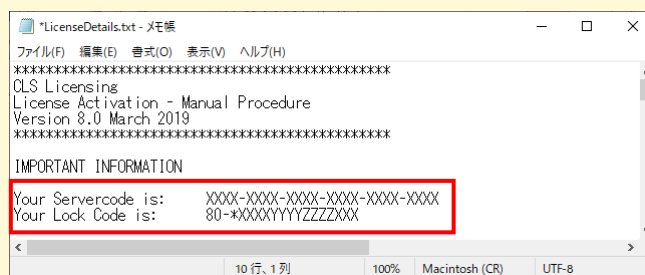 *LicenseDetails.txt - メモ帳
ファイル(F) 編集(E) 書式(O) 表示(V) ヘルプ(H)
***********************************************
CLS Licensing
License Activation - Manual Procedure
Version 8.0 March 2019
***********************************************
IMPORTANT INFORMATION
Your Servercode is: XXXX-XXXX-XXXX-XXXX-XXXX-XXXX
Your Lock Code is: 80-*XXXXYYYYZZZZXXX
10 行、1 列 100% Macintosh (CR) UTF-8